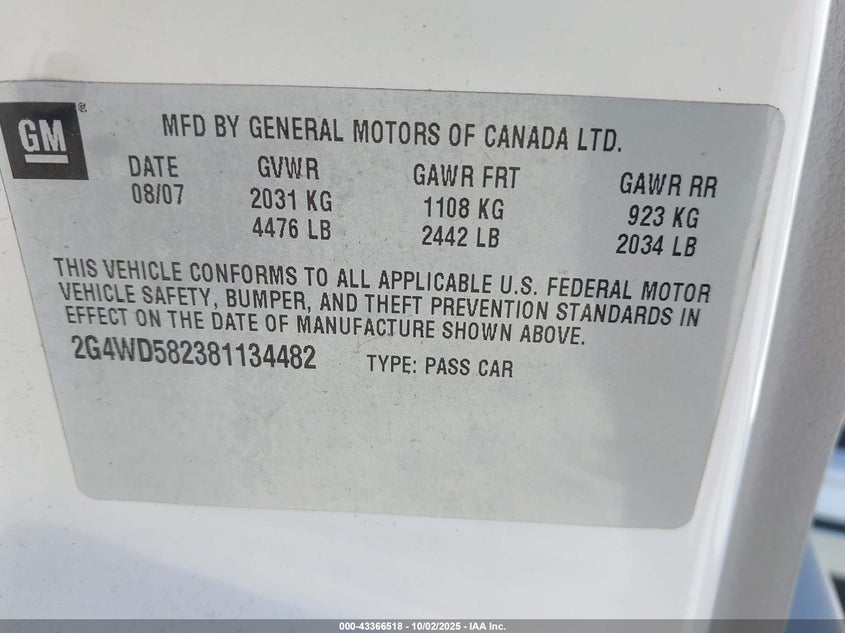 GM ®
MFD BY GENERAL MOTORS OF CANADA LTD.
DATE GVWR GAWR FRT GAWR RR
08/07 2031 KG 1108 KG 923 KG
4476 LB 2442 LB 2034 LB
THIS VEHICLE CONFORMS TO ALL APPLICABLE U.S. FEDERAL MOTOR
VEHICLE SAFETY, BUMPER, AND THEFT PREVENTION STANDARDS IN
EFFECT ON THE DATE OF MANUFACTURE SHOWN ABOVE.
2G4WD582381134482 TYPE: PASS CAR
000-43366518 - 10/02/2025 - IAA Inc.